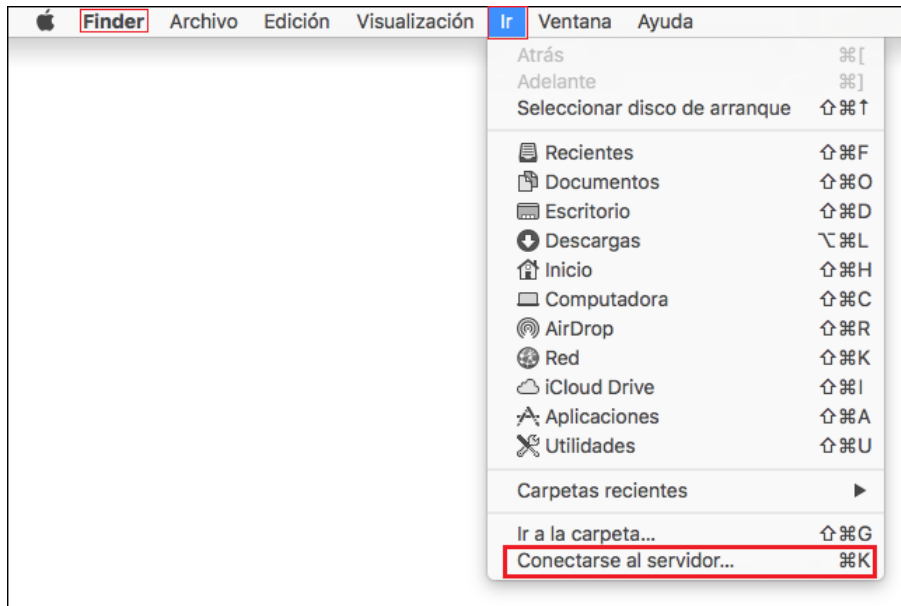 Finder Archivo Edición Visualización Ir Ventana Ayuda
Atrás ⌘[
Adelante ⌘]
Seleccionar disco de arranque ⇧⌘↑
Recientes ⇧⌘F
Documentos ⇧⌘O
Escritorio ⇧⌘D
Descargas ⌥⌘L
Inicio ⇧⌘H
Computadora ⇧⌘C
AirDrop ⇧⌘R
Red ⇧⌘K
iCloud Drive ⇧⌘I
Aplicaciones ⇧⌘A
Utilidades ⇧⌘U
Carpetas recientes ▶
Ir a la carpeta... ⇧⌘G
Conectarse al servidor... ⌘K